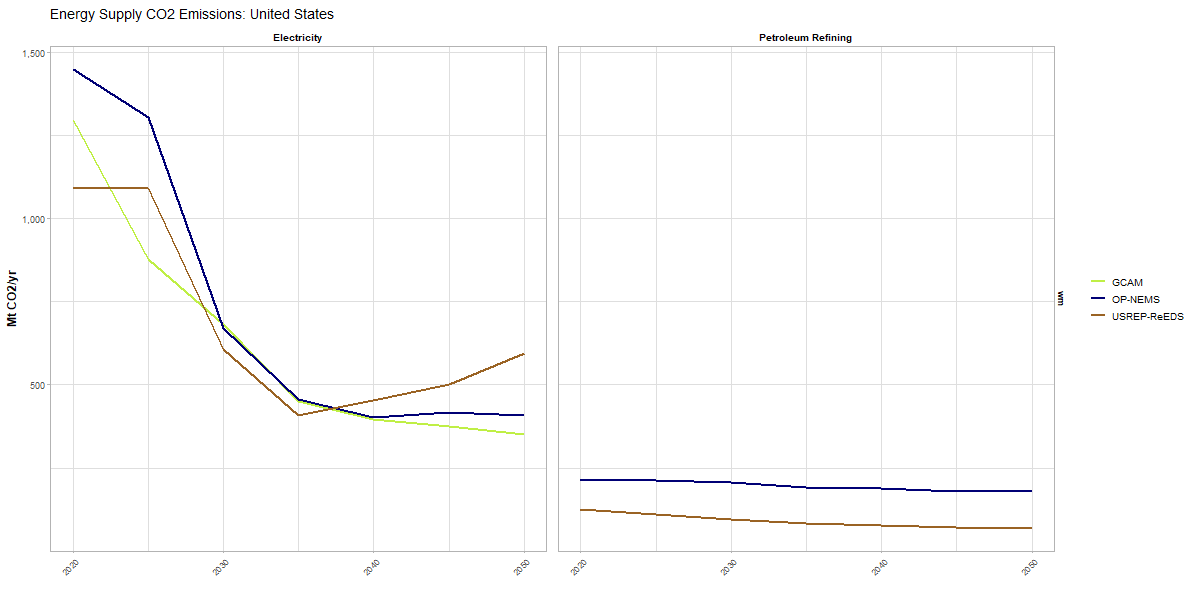 Energy Supply CO2 Emissions: United States
Electricity
Petroleum Refining
1,500
1,000
500
Mt CO2/yr
2020
2030
2040
2050
2020
2030
2040
2050
wm
GCAM
OP-NEMS
USREP-ReEDS